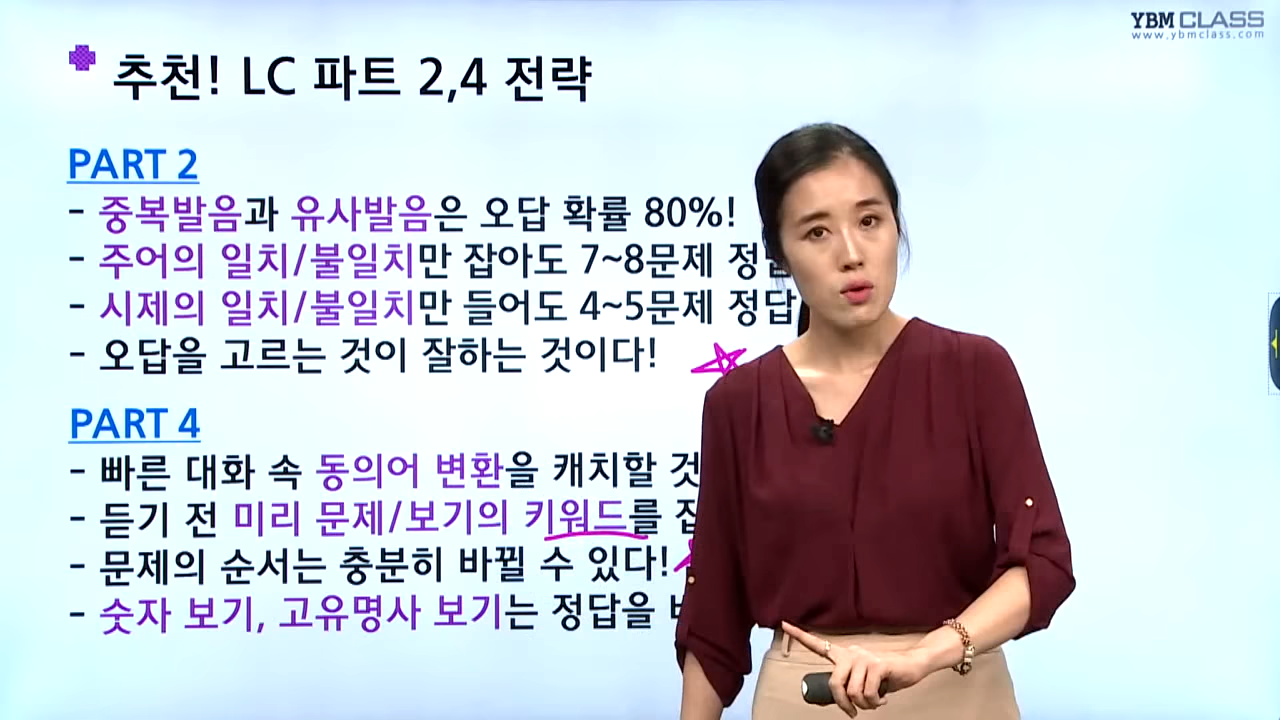 YBM CLASS
www.ybmclass.com
추천! LC 파트 2,4 전략
PART 2
- 중복발음과 유사발음은 오답 확률 80%!
- 주어의 일치/불일치만 잡아도 7~8문제
- 시제의 일치/불일치만 들어도 4~5문제 정답
- 오답을 고르는 것이 잘하는 것이다!
PART 4
- 빠른 대화 속 동의어 변환을 캐치할 것
- 듣기 전 미리 문제/보기의 키워드를
- 문제의 순서는 충분히 바뀔 수 있다!
- 숫자 보기, 고유명사 보기는 정답을